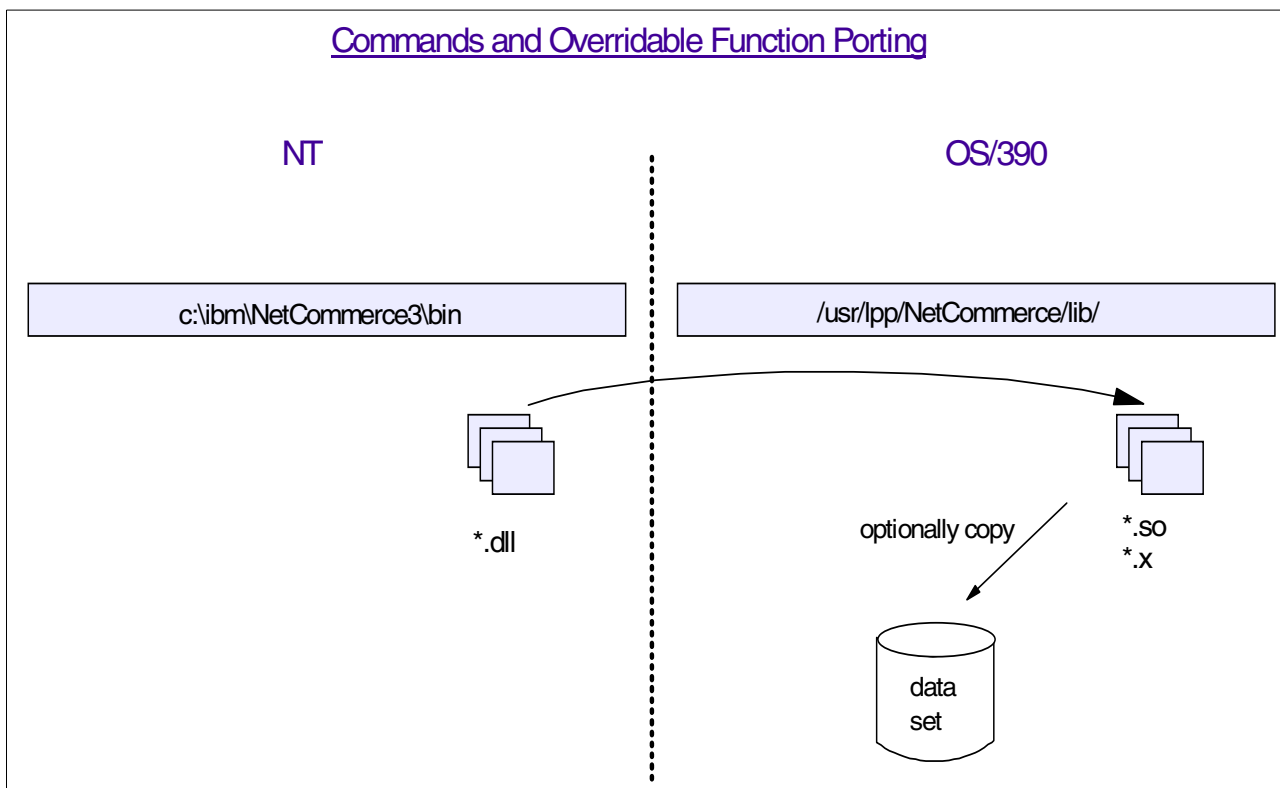 Commands and Overridable Function Porting
NT
OS/390
c:\ibm\NetCommerce3\bin
/usr/lpp/NetCommerce/lib/
*.dll
optionally copy
*.so
*.x
data
set